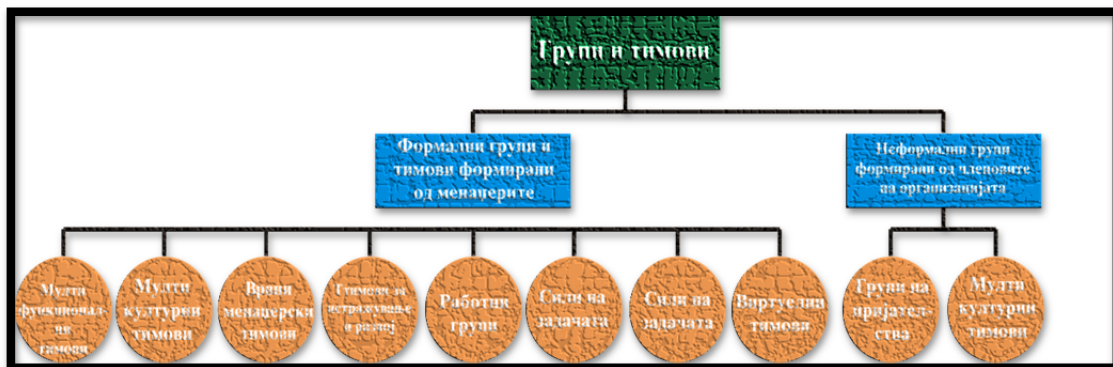 Групи и тимови
Формални групи и
тимови формирани
од менаџерите
Неформални групи
формирани од членовите
на организанијата
Мулти
функционал-
ни
тимови
Мулти
културни
тимови
Врвни
менаџерски
тимови
тимови за
истражување
и развој
Работни
групи
Сили на
задачата
Сили на
задачата
Виртуелни
тимови
Групи на
пријател-
ства
Мулти
културни
тимови